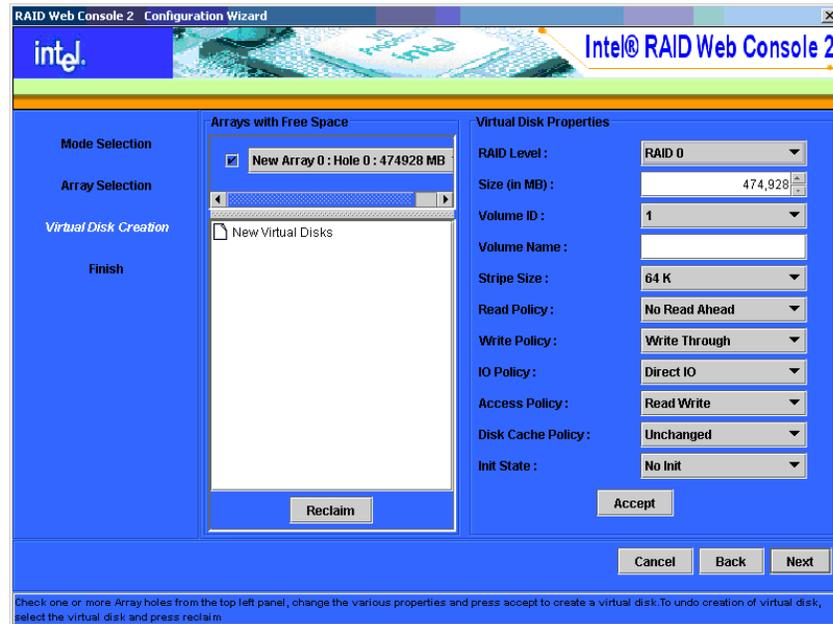 RAID Web Console 2 Configuration Wizard
intel.
I/O Processor
intel
Intel® RAID Web Console 2
Mode Selection
Array Selection
Virtual Disk Creation
Finish
Arrays with Free Space
New Array 0 : Hole 0 : 474928 MB
New Virtual Disks
Reclaim
Virtual Disk Properties
RAID Level : RAID 0
Size (in MB) : 474,928
Volume ID : 1
Volume Name :
Stripe Size : 64 K
Read Policy : No Read Ahead
Write Policy : Write Through
IO Policy : Direct IO
Access Policy : Read Write
Disk Cache Policy : Unchanged
Init State : No Init
Accept
Cancel Back Next
Check one or more Array holes from the top left panel, change the various properties and press accept to create a virtual disk.To undo creation of virtual disk,
select the virtual disk and press reclaim